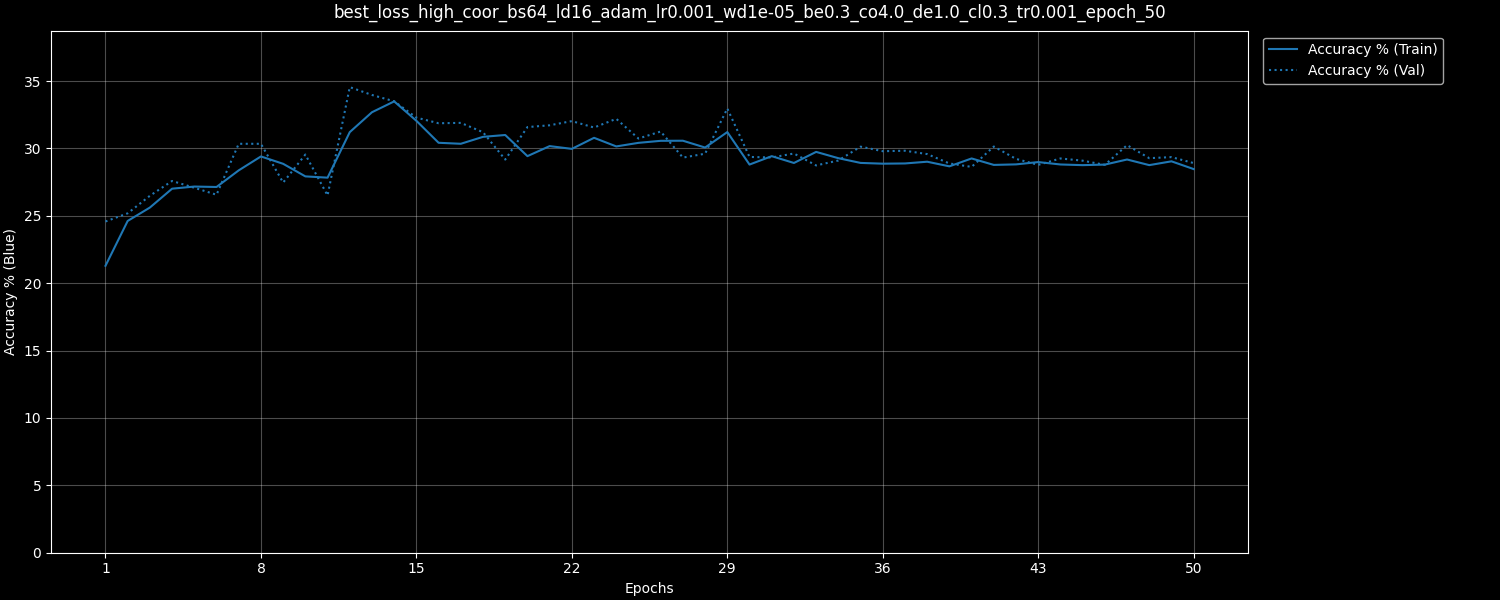 best_loss_high_coor_bs64_ld16_adam_lr0.001_wd1e-05_be0.3_co4.0_de1.0_cl0.3_tr0.001_epoch_50
Accuracy % (Train)
Accuracy % (Val)
Accuracy % (Blue)
35
30
25
20
15
10
5
0
1 8 15 22 29 36 43 50
Epochs